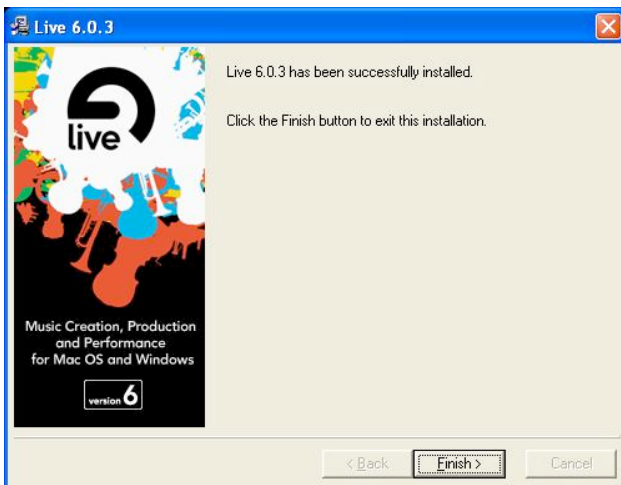 Live 6.0.3
Live 6.0.3 has been successfully installed.
Click the Finish button to exit this installation.
live
Music Creation, Production
and Performance
for Mac OS and Windows
version 6
< Back
Finish >
Cancel